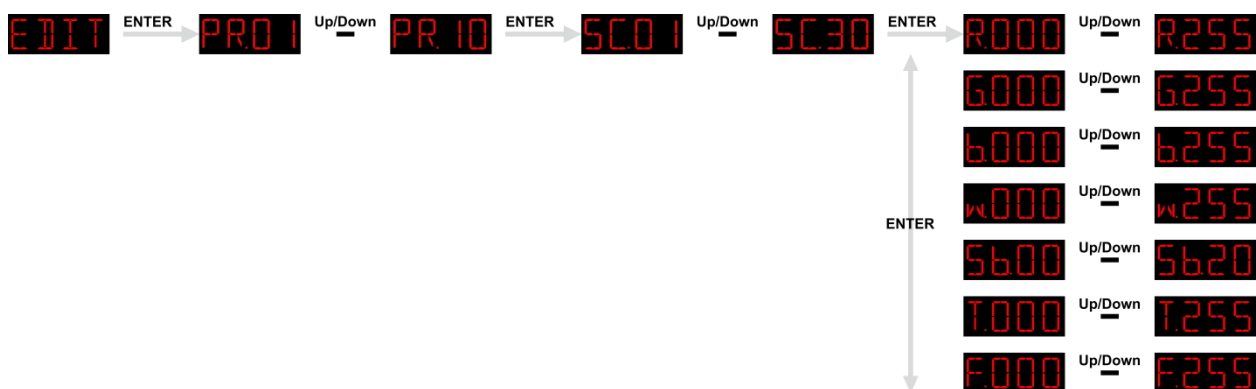 EDIT ENTER PR.01 Up/Down PR.10 ENTER SC.01 Up/Down SC.30 ENTER R.000 Up/Down R.255
G.000 Up/Down G.255
b.000 Up/Down b.255
w.000 Up/Down w.255
ENTER
Sb.00 Up/Down Sb.20
T.000 Up/Down T.255
F.000 Up/Down F.255